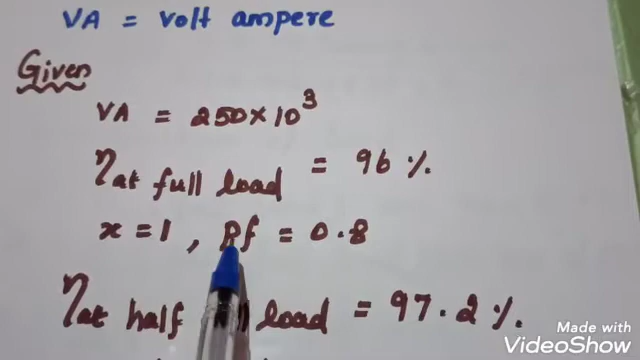 VA = volt ampere
Given
VA = 250×10³
η at full load = 96 %.
x = 1 , pf = 0.8
η at half load = 97.2 %.
Made with
VideoShow